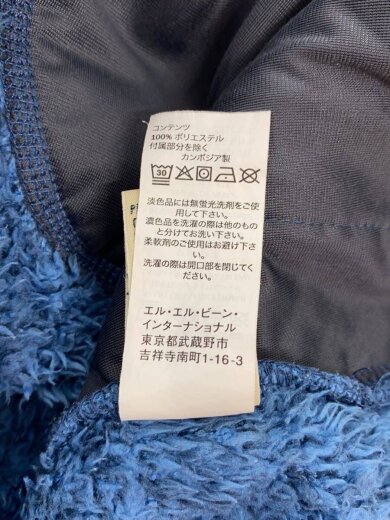 コンテンツ
100% ポリエステル
付属部分を除く
カンボジア製
30
淡色品には無蛍光洗剤をご使
用して下さい。
濃色品を洗濯の際は他のもの
と分けてお洗い下さい。
柔軟剤のご使用はお避け下さ
い。
洗濯の際は開口部を閉じてく
ださい。
エル・エル・ビーン・
インターナショナル
東京都武蔵野市
吉祥寺南町1-16-3